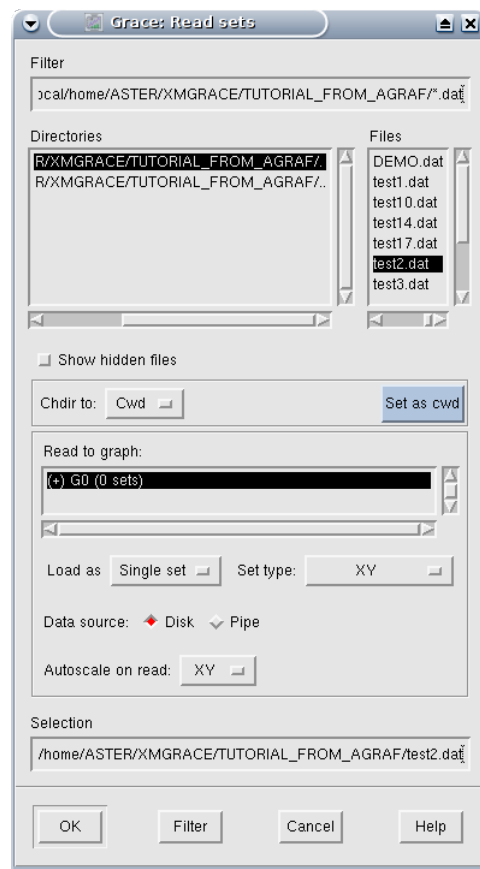 Grace: Read sets
Filter
ocal/home/ASTER/XMGRACE/TUTORIAL_FROM_AGRAF/*.dat
Directories Files
R/XMGRACE/TUTORIAL_FROM_AGRAF/.
R/XMGRACE/TUTORIAL_FROM_AGRAF/..
DEMO.dat
test1.dat
test10.dat
test14.dat
test17.dat
test2.dat
test3.dat
Show hidden files
Chdir to: Cwd Set as cwd
Read to graph:
(+) G0 (0 sets)
Load as Single set Set type: XY
Data source: Disk Pipe
Autoscale on read: XY
Selection
/home/ASTER/XMGRACE/TUTORIAL_FROM_AGRAF/test2.dat
OK Filter Cancel Help